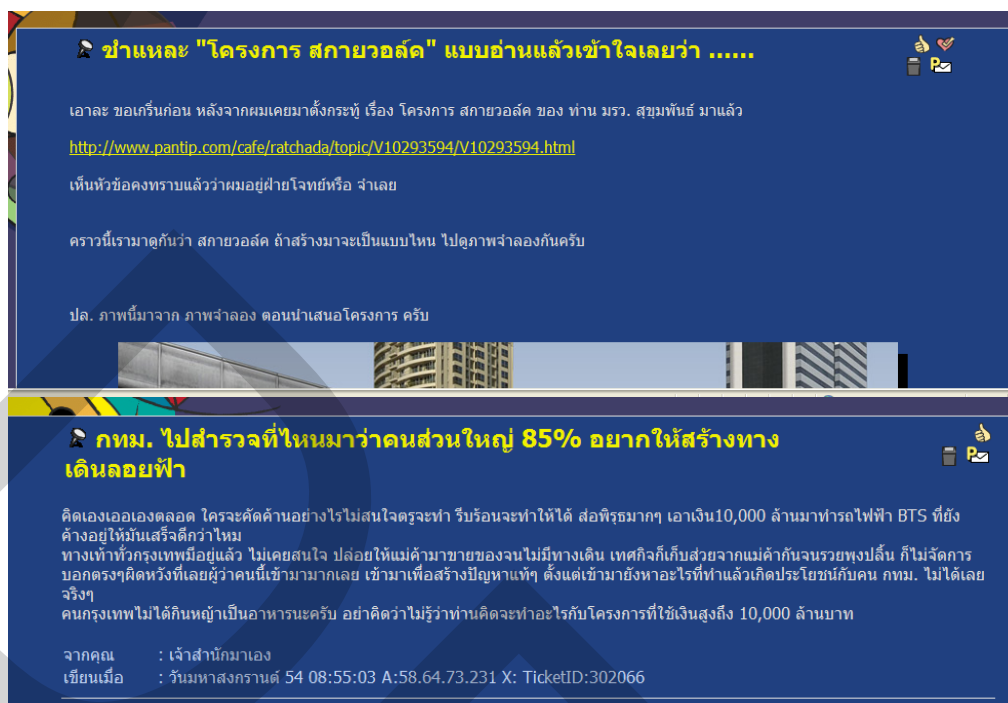 ชำแหละ "โครงการ สกายวอล์ค" แบบอ่านแล้วเข้าใจเลยว่า ......
เอาละ ขอเกริ่นก่อน หลังจากผมเคยมาตั้งกระทู้ เรื่อง โครงการ สกายวอล์ค ของ ท่าน มรว. สุขุมพันธ์ มาแล้ว
http://www.pantip.com/cafe/ratchada/topic/V10293594/V10293594.html
เห็นหัวข้อคงทราบแล้วว่าผมอยู่ฝ่ายโจทย์หรือ จำเลย
คราวนี้เรามาดูกันว่า สกายวอล์ค ถ้าสร้างมาจะเป็นแบบไหน ไปดูภาพจำลองกันครับ
ปล. ภาพนี้มาจาก ภาพจำลอง ตอนนำเสนอโครงการ ครับ
กทม. ไปสำรวจที่ไหนมาว่าคนส่วนใหญ่ 85% อยากให้สร้างทาง
เดินลอยฟ้า
คิดเองเออเองตลอด ใครจะคัดค้านอย่างไรไม่สนใจตรูจะทำ รีบร้อนจะทำให้ได้ ส่อพิรุธมากๆ เอาเงิน10,000 ล้านมาทำรถไฟฟ้า BTS ที่ยัง
ค้างอยู่ให้มันเสร็จดีกว่าไหม
ทางเท้าทั่วกรุงเทพมีอยู่แล้ว ไม่เคยสนใจ ปล่อยให้แม่ค้ามาขายของจนไม่มีทางเดิน เทศกิจก็เก็บส่วยจากแม่ค้ากันจนรวยพุงปลิ้น ก็ไม่จัดการ
บอกตรงๆผิดหวังที่เลยผู้ว่าคนนี้เข้ามามากเลย เข้ามาเพื่อสร้างปัญหาแท้ๆ ตั้งแต่เข้ามายังหาอะไรที่ทำแล้วเกิดประโยชน์กับคน กทม. ไม่ได้เลย
จริงๆ
คนกรุงเทพไม่ได้กินหญ้าเป็นอาหารนะครับ อย่าคิดว่าไม่รู้ว่าท่านคิดจะทำอะไรกับโครงการที่ใช้เงินสูงถึง 10,000 ล้านบาท
จากคุณ : เจ้าสำนักมาเอง
เขียนเมื่อ : วันมหาสงกรานต์ 54 08:55:03 A:58.64.73.231 X: TicketID:302066